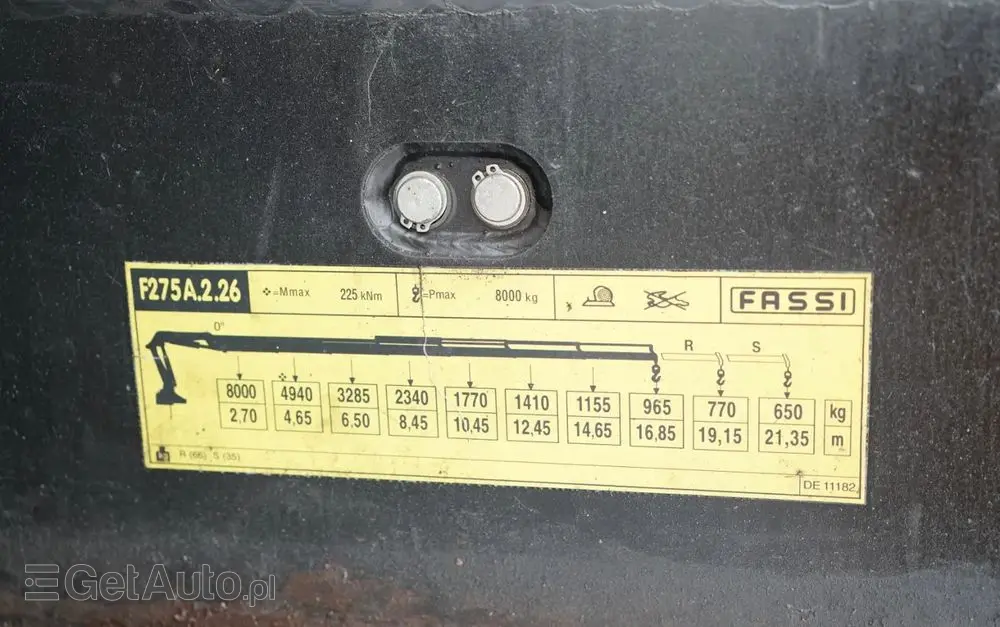 F275A.2.26 =Mmax 225 kNm =Pmax 8000 kg FASSI
0° R S
8000 4940 3285 2340 1770 1410 1155 965 770 650 kg
2,70 4,65 6,50 8,45 10,45 12,45 14,65 16,85 19,15 21,35 m
kg R (66) S (35)
DE 11182
GetAuto.pl